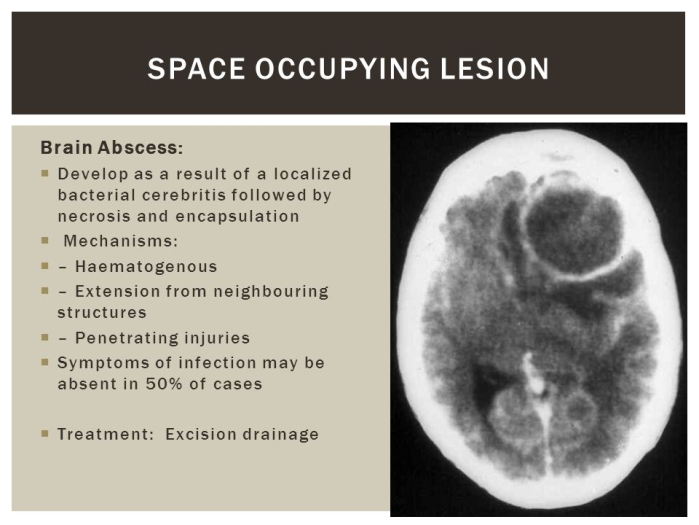 SPACE OCCUPYING LESION
Brain Abscess:
Develop as a result of a localized
bacterial cerebritis followed by
necrosis and encapsulation
Mechanisms:
– Haematogenous
– Extension from neighbouring
structures
– Penetrating injuries
Symptoms of infection may be
absent in 50% of cases
Treatment: Excision drainage